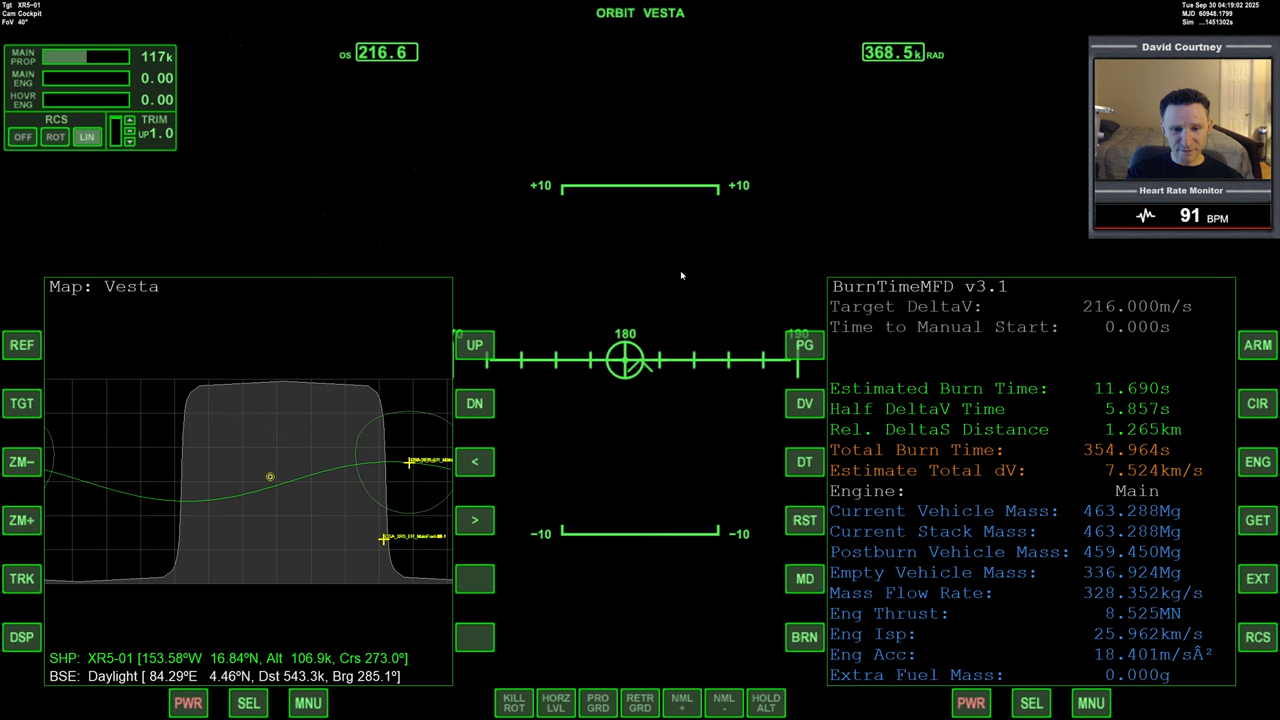 Tgt XR5-01
Cam Cockpit
FoV 40°
ORBIT VESTA
Tue Sep 30 04:19:02 2025
MJD 60948.1799
Sim ...1451302s
MAIN PROP 117k
MAIN ENG 0.00
HOVR ENG 0.00
RCS TRIM
OFF ROT LIN UP 1.0
OS 216.6
368.5k RAD
David Courtney
Heart Rate Monitor
91 BPM
+10 +10
180 190
-10 -10
Map: Vesta
REF
TGT
ZM-
ZM+
TRK
DSP
UP
DN
<
>
SHP: XR5-01 [153.58°W 16.84°N, Alt 106.9k, Crs 273.0°]
BSE: Daylight [ 84.29°E 4.46°N, Dst 543.3k, Brg 285.1°]
PWR SEL MNU
KILL ROT
HORZ LVL
PRO GRD
RETR GRD
NML +
NML -
HOLD ALT
PG
DV
DT
RST
MD
BRN
BurnTimeMFD v3.1
Target DeltaV: 216.000m/s
Time to Manual Start: 0.000s
Estimated Burn Time: 11.690s
Half DeltaV Time 5.857s
Rel. DeltaS Distance 1.265km
Total Burn Time: 354.964s
Estimate Total dV: 7.524km/s
Engine: Main
Current Vehicle Mass: 463.288Mg
Current Stack Mass: 463.288Mg
Postburn Vehicle Mass: 459.450Mg
Empty Vehicle Mass: 336.924Mg
Mass Flow Rate: 328.352kg/s
Eng Thrust: 8.525MN
Eng Isp: 25.962km/s
Eng Acc: 18.401m/sÂ²
Extra Fuel Mass: 0.000g
ARM
CIR
ENG
GET
EXT
RCS
PWR SEL MNU